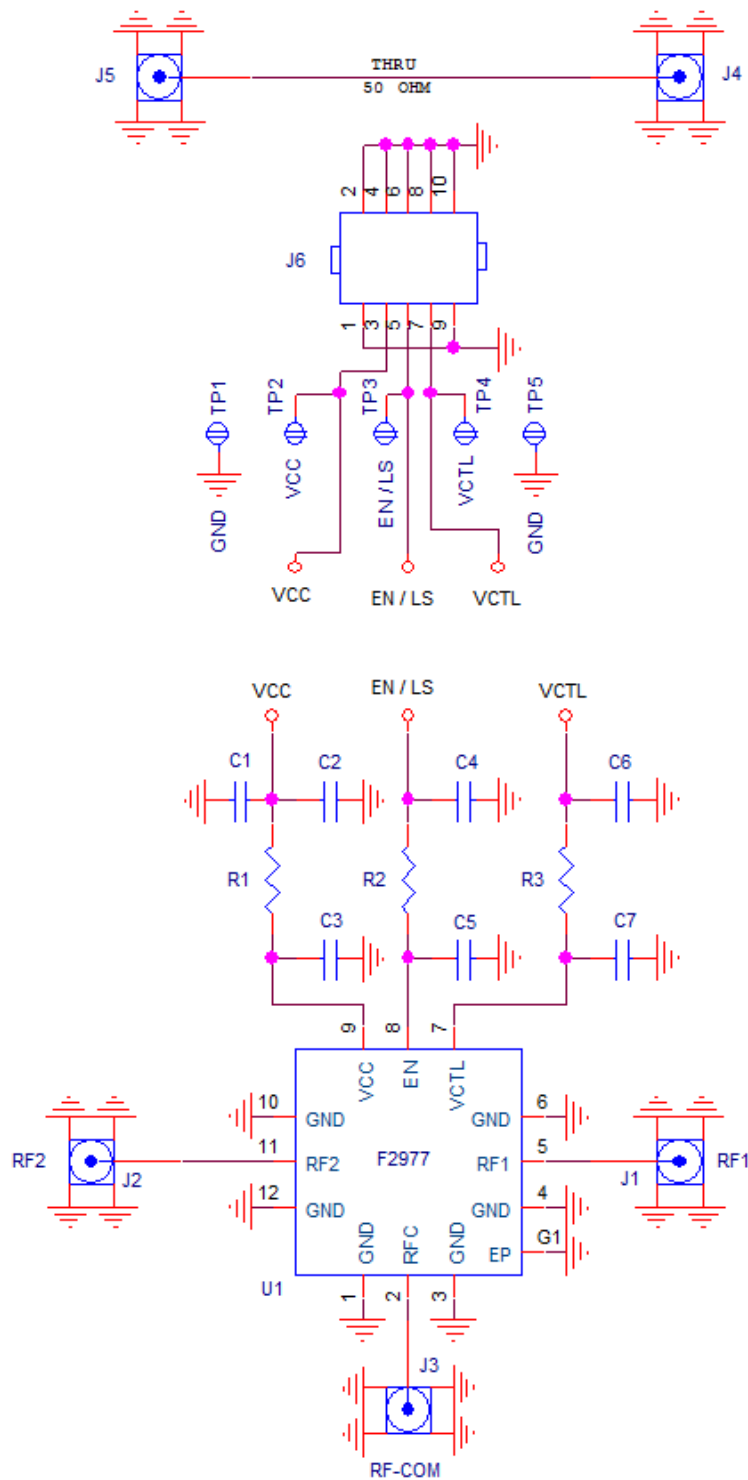 J5
THRU
50 OHM
J4
2
4
6
8
10
J6
1
3
5
7
9
TP1
GND
TP2
VCC
TP3
EN / LS
TP4
VCTL
TP5
GND
VCC
EN / LS
VCTL
VCC
EN / LS
VCTL
C1
C2
C4
C6
R1
R2
R3
C3
C5
C7
9
8
7
VCC
EN
VCTL
10
GND
GND
6
RF2
J2
11
RF2
F2977
RF1
5
J1
RF1
12
GND
GND
4
EP
G1
GND
RFC
GND
U1
1
2
3
J3
RF-COM